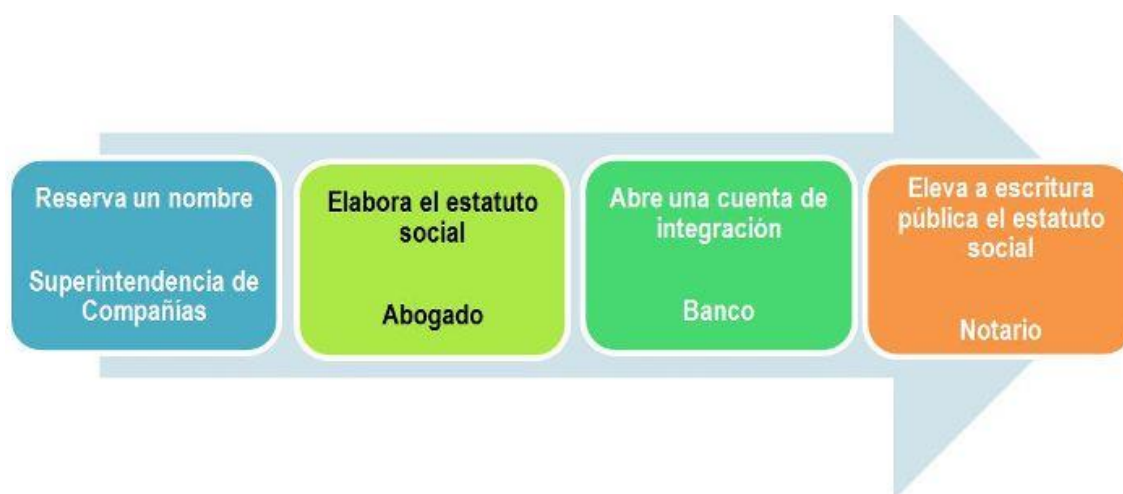 Reserva un nombre
Superintendencia de
Compañías
Elabora el estatuto
social
Abogado
Abre una cuenta de
integración
Banco
Eleva a escritura
pública el estatuto
social
Notario